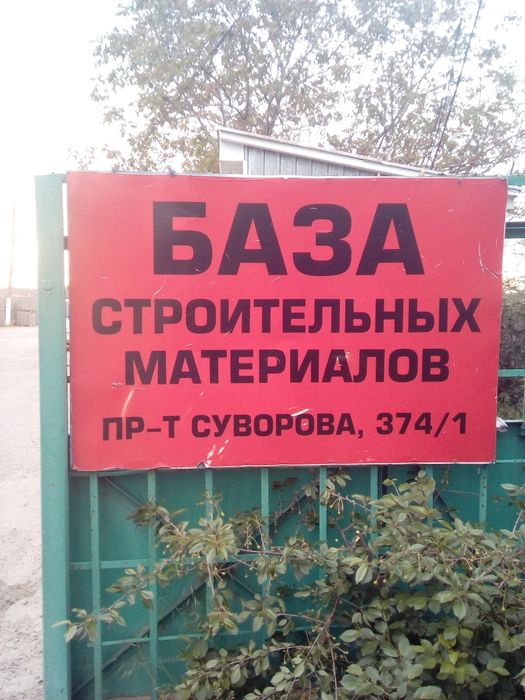 БАЗА
СТРОИТЕЛЬНЫХ
МАТЕРИАЛОВ
ПР-Т СУВОРОВА, 374/1